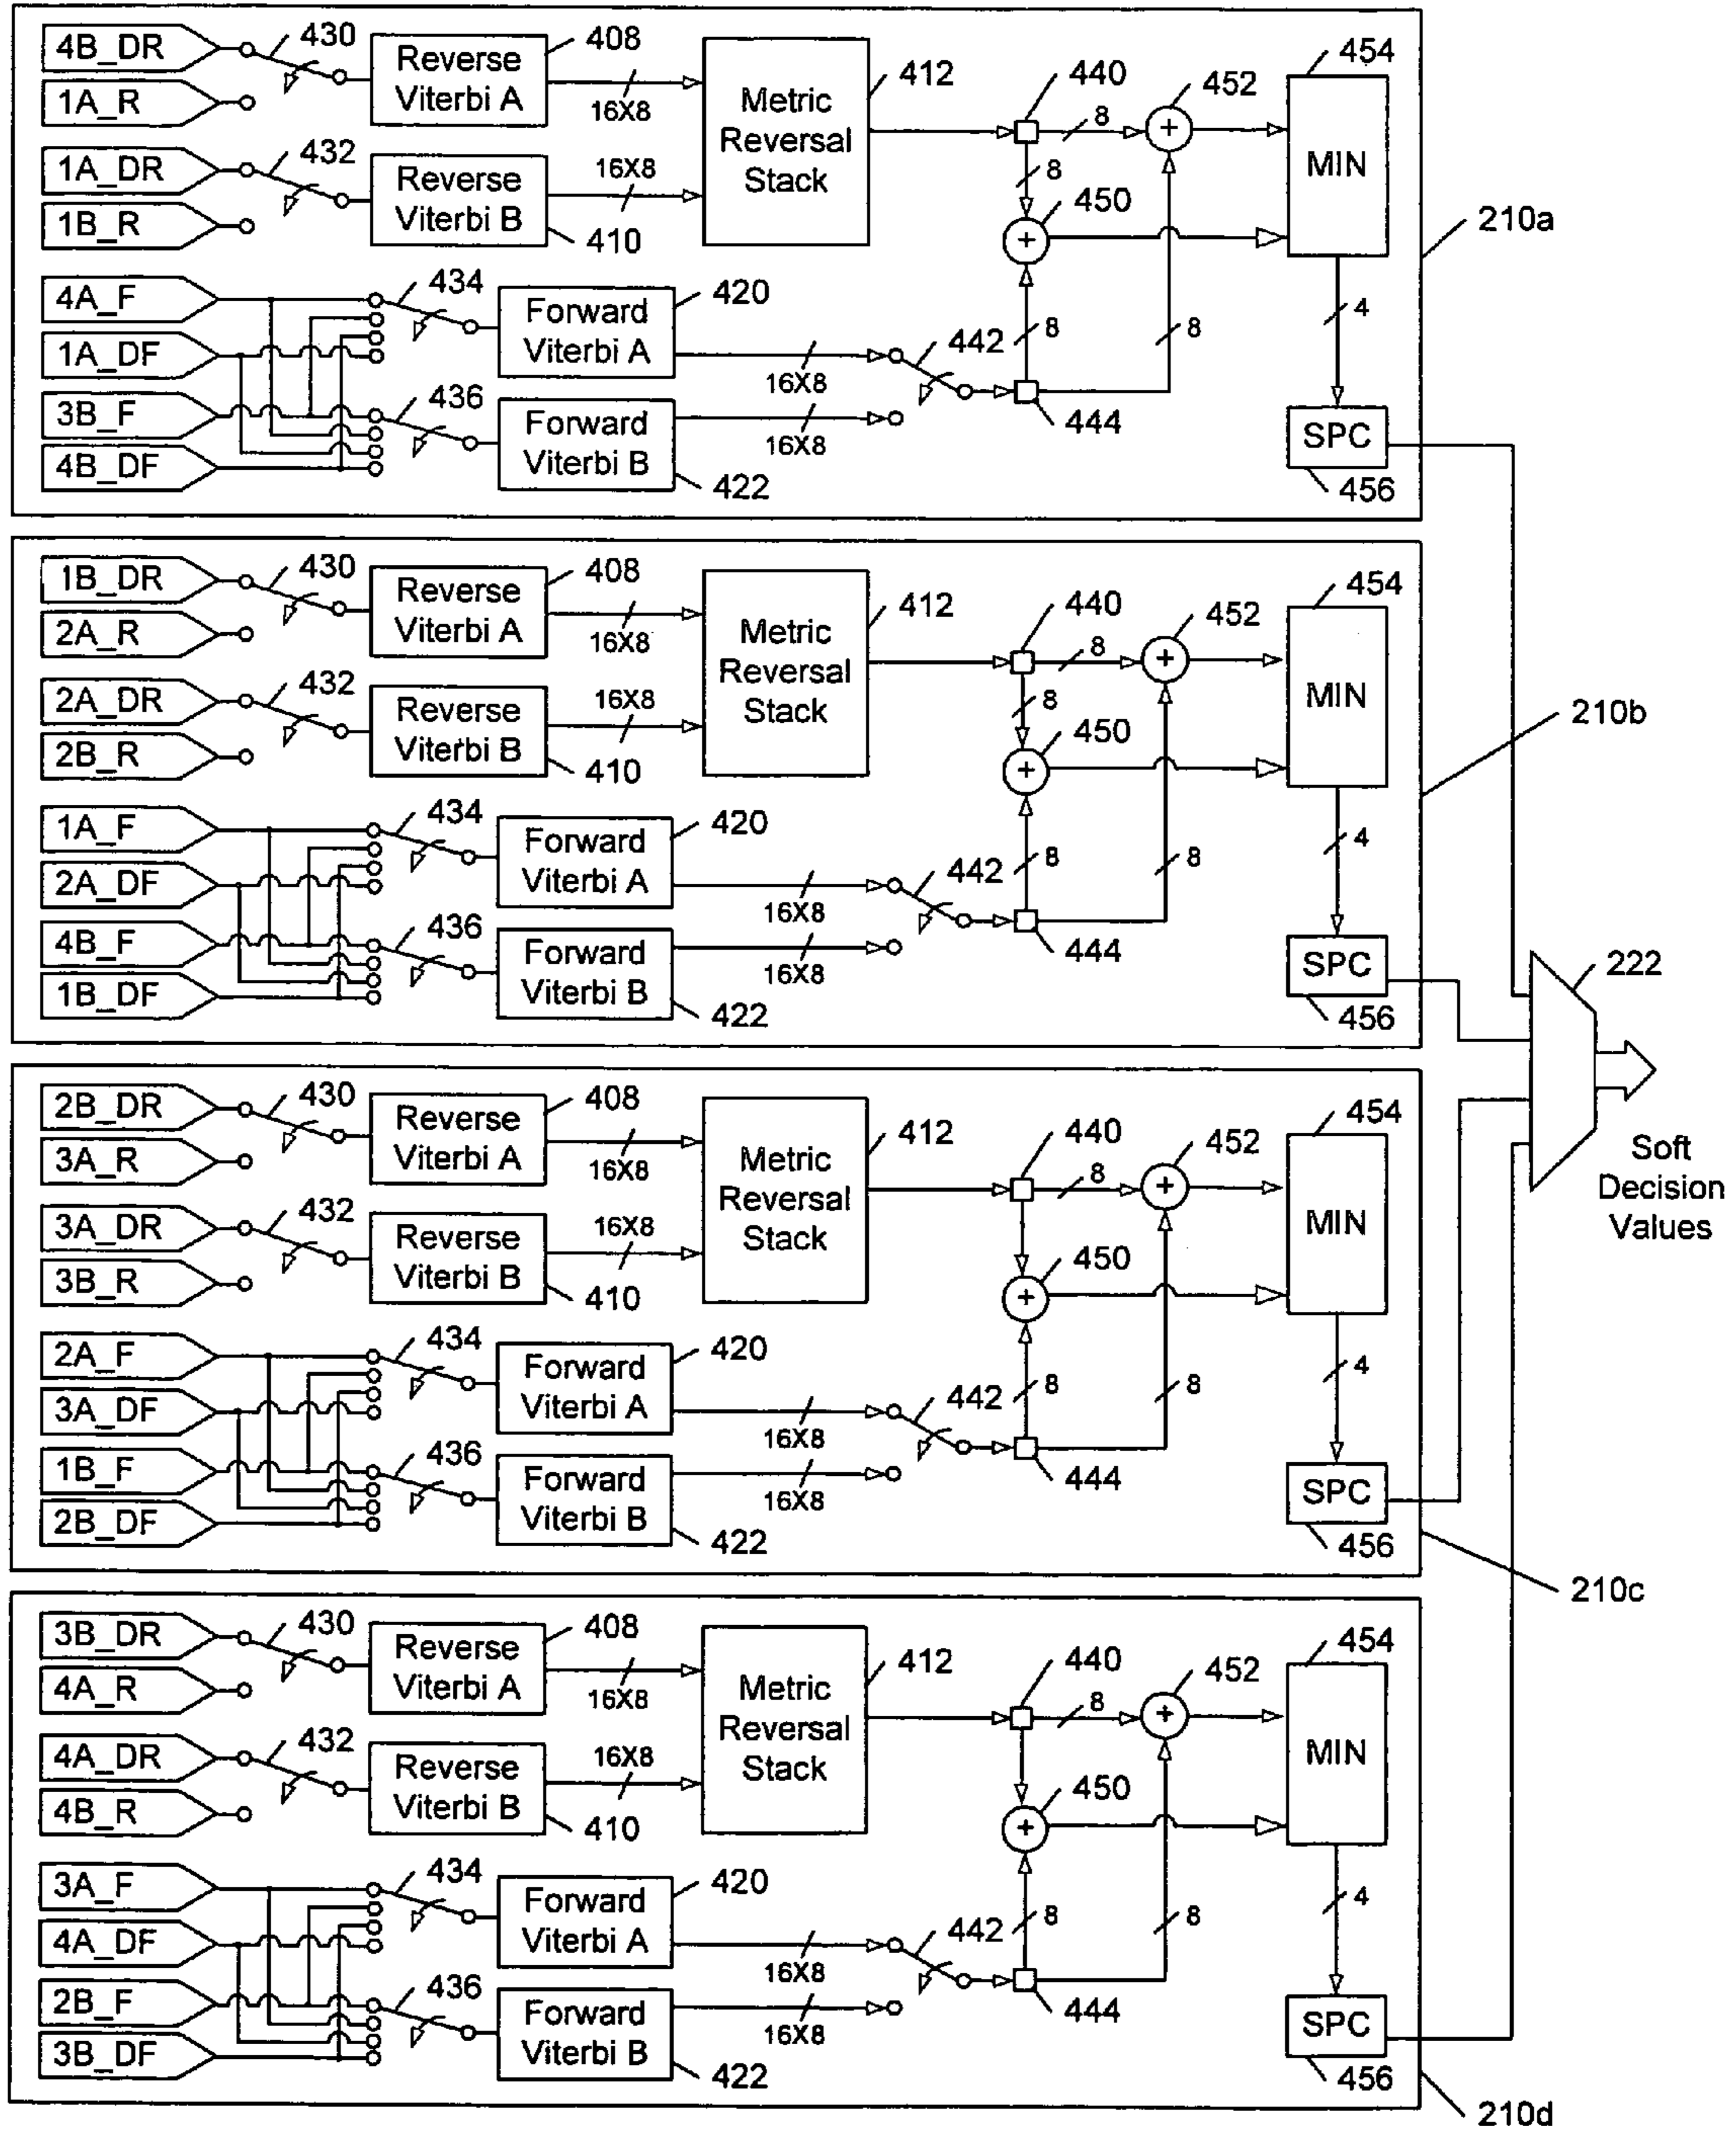 4B_DR
430
408
454
Reverse
Viterbi A
16X8
1A_R
Metric
Reversal
Stack
412
440
452
8
MIN
1A_DR
432
Reverse
Viterbi B
16X8
410
1B_R
8
450
210a
4A_F
434
420
Forward
Viterbi A
16X8
442
8
8
4
1A_DF
3B_F
436
Forward
Viterbi B
16X8
444
422
4B_DF
SPC
456
1B_DR
430
408
454
Reverse
Viterbi A
16X8
2A_R
Metric
Reversal
Stack
412
440
452
8
MIN
2A_DR
432
Reverse
Viterbi B
16X8
410
2B_R
8
450
210b
1A_F
434
420
Forward
Viterbi A
16X8
442
8
8
4
2A_DF
4B_F
436
Forward
Viterbi B
16X8
444
422
1B_DF
SPC
456
222
Soft
Decision
Values
2B_DR
430
408
454
Reverse
Viterbi A
16X8
3A_R
Metric
Reversal
Stack
412
440
452
8
MIN
3A_DR
432
Reverse
Viterbi B
16X8
410
3B_R
450
2A_F
434
420
Forward
Viterbi A
16X8
442
8
8
4
3A_DF
1B_F
436
Forward
Viterbi B
16X8
444
422
2B_DF
SPC
456
210c
3B_DR
430
408
454
Reverse
Viterbi A
16X8
4A_R
Metric
Reversal
Stack
412
440
452
8
MIN
4A_DR
432
Reverse
Viterbi B
16X8
410
4B_R
450
3A_F
434
420
Forward
Viterbi A
16X8
442
8
8
4
4A_DF
2B_F
436
Forward
Viterbi B
16X8
444
422
3B_DF
SPC
456
210d